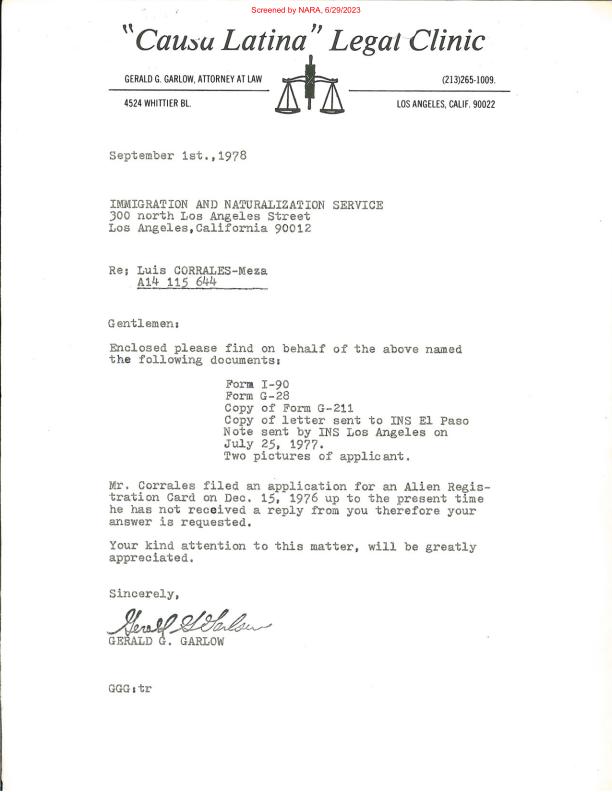 Screened by NARA, 6/29/2023
"Causa Latina" Legal Clinic
GERALD G. GARLOW, ATTORNEY AT LAW
(213)265-1009.
4524 WHITTIER BL.
LOS ANGELES, CALIF. 90022
September 1st.,1978
IMMIGRATION AND NATURALIZATION SERVICE
300 north Los Angeles Street
Los Angeles,California 90012
Re; Luis CORRALES-Meza
A14 115 644
Gentlemen;
Enclosed please find on behalf of the above named
the following documents:
Form I-90
Form G-28
Copy of Form G-211
Copy of letter sent to INS El Paso
Note sent by INS Los Angeles on
July 25, 1977.
Two pictures of applicant.
Mr. Corrales filed an application for an Alien Regis-
tration Card on Dec. 15, 1976 up to the present time
he has not received a reply from you therefore your
answer is requested.
Your kind attention to this matter, will be greatly
appreciated.
Sincerely,
Gerald G Garlow
GERALD G. GARLOW
GGG:tr